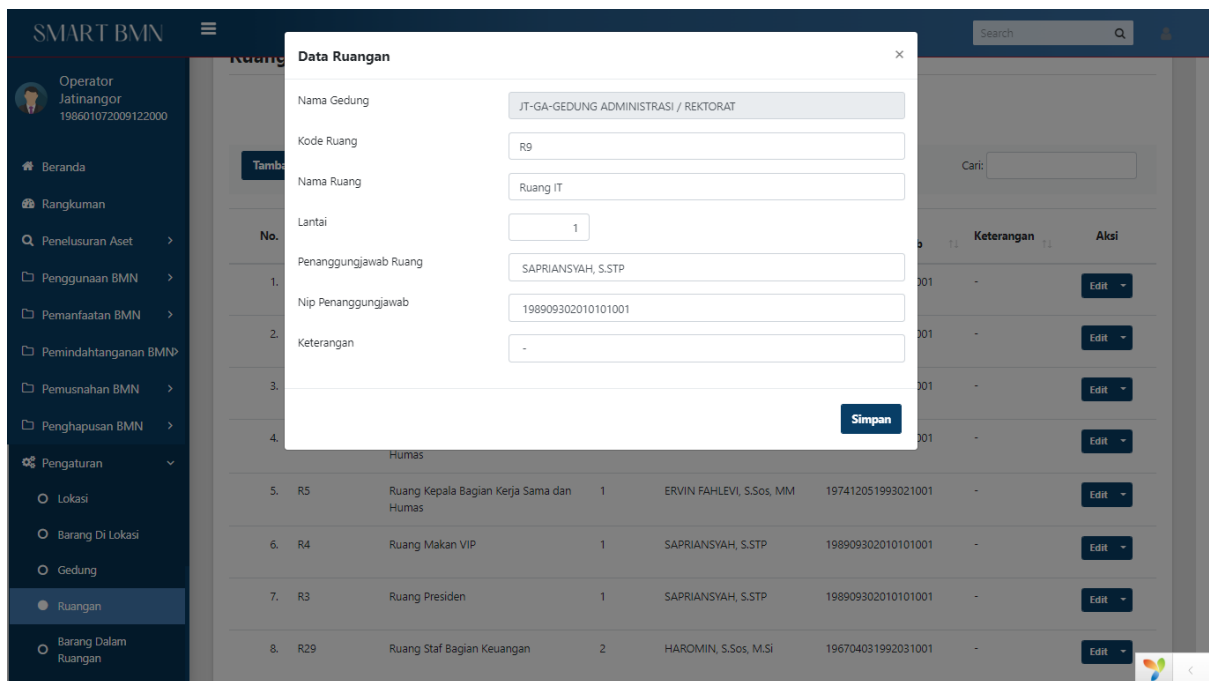 SMART BMN
Search
Operator
Jatinangor
198601072009122000
Beranda
Rangkuman
Penelusuran Aset
Penggunaan BMN
Pemanfaatan BMN
Pemindahtanganan BMN
Pemusnahan BMN
Penghapusan BMN
Pengaturan
Lokasi
Barang Di Lokasi
Gedung
Ruangan
Barang Dalam
Ruangan
Data Ruangan ×
Nama Gedung JT-GA-GEDUNG ADMINISTRASI / REKTORAT
Kode Ruang R9
Nama Ruang Ruang IT
Lantai 1
Penanggungjawab Ruang SAPRIANSYAH, S.STP
Nip Penanggungjawab 198909302010101001
Keterangan -
Simpan
Cari:
No. Keterangan Aksi
1. 001 - Edit
2. 001 - Edit
3. 001 - Edit
4. 001 - Edit
Humas
5. R5 Ruang Kepala Bagian Kerja Sama dan 1 ERVIN FAHLEVI, S.Sos, MM 197412051993021001 - Edit
Humas
6. R4 Ruang Makan VIP 1 SAPRIANSYAH, S.STP 198909302010101001 - Edit
7. R3 Ruang Presiden 1 SAPRIANSYAH, S.STP 198909302010101001 - Edit
8. R29 Ruang Staf Bagian Keuangan 2 HAROMIN, S.Sos, M.Si 196704031992031001 - Edit